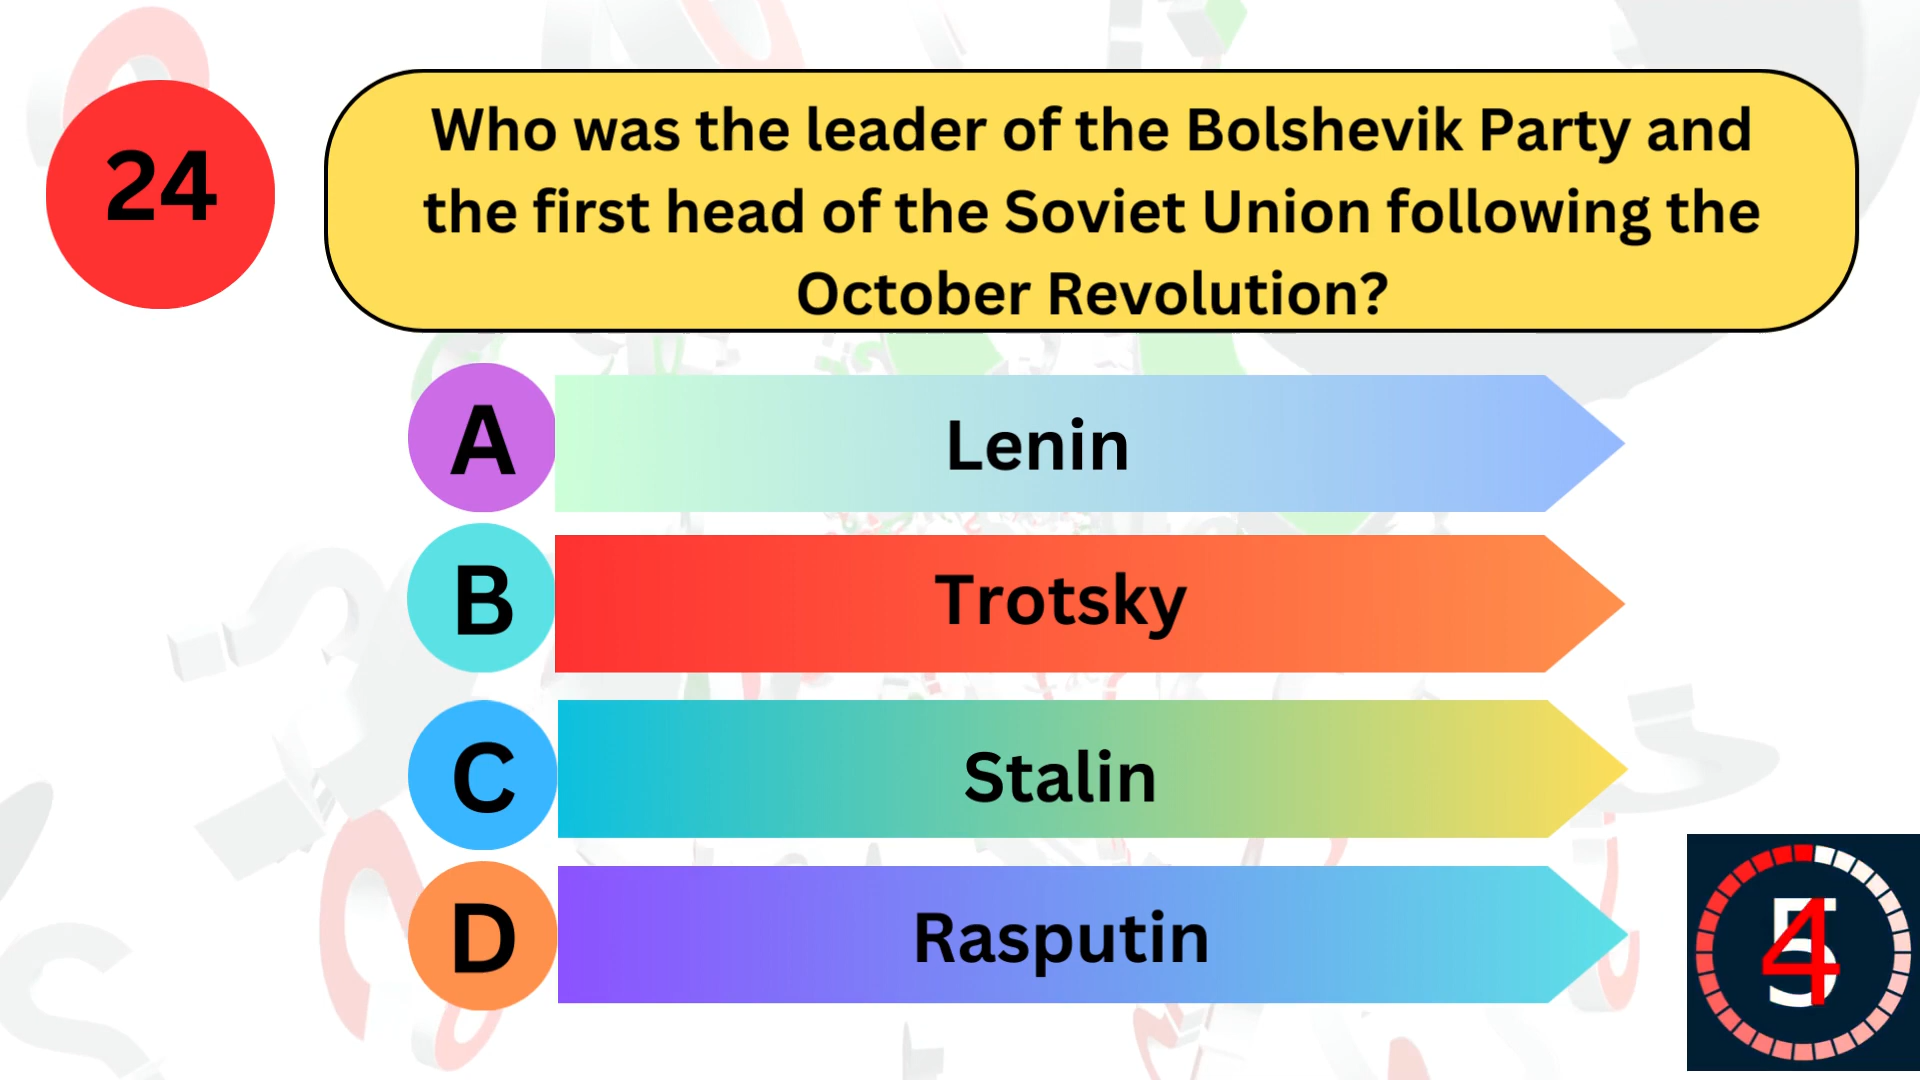 24
Who was the leader of the Bolshevik Party and
the first head of the Soviet Union following the
October Revolution?
A
Lenin
B
Trotsky
C
Stalin
D
Rasputin
5
4